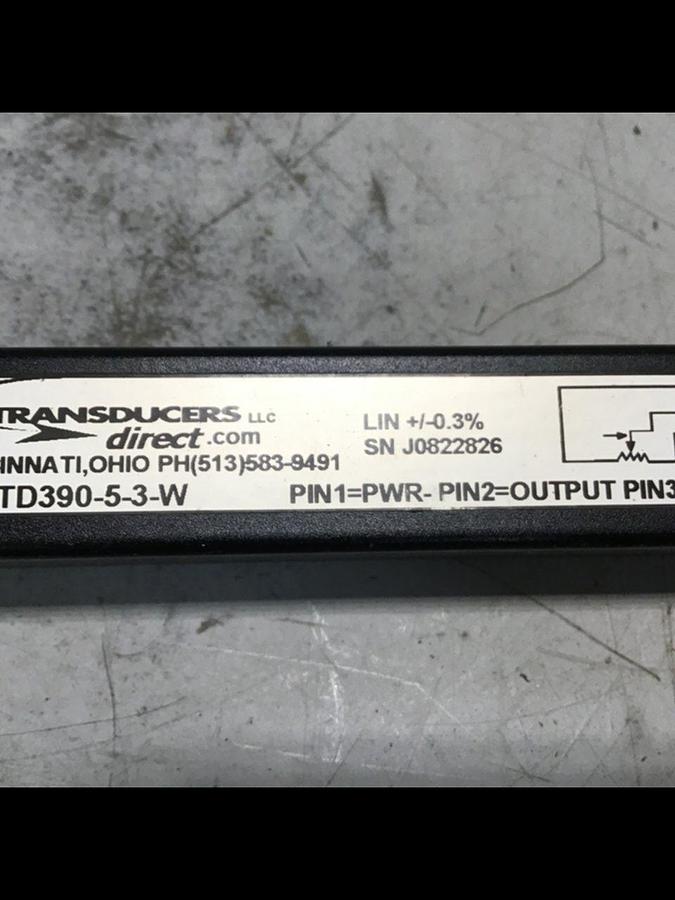 TRANSDUCERS LLC
direct.com
INNATI,OHIO PH(513)583-9491
TD390-5-3-W
LIN +/-0.3%
SN J0822826
PIN1=PWR- PIN2=OUTPUT PIN3